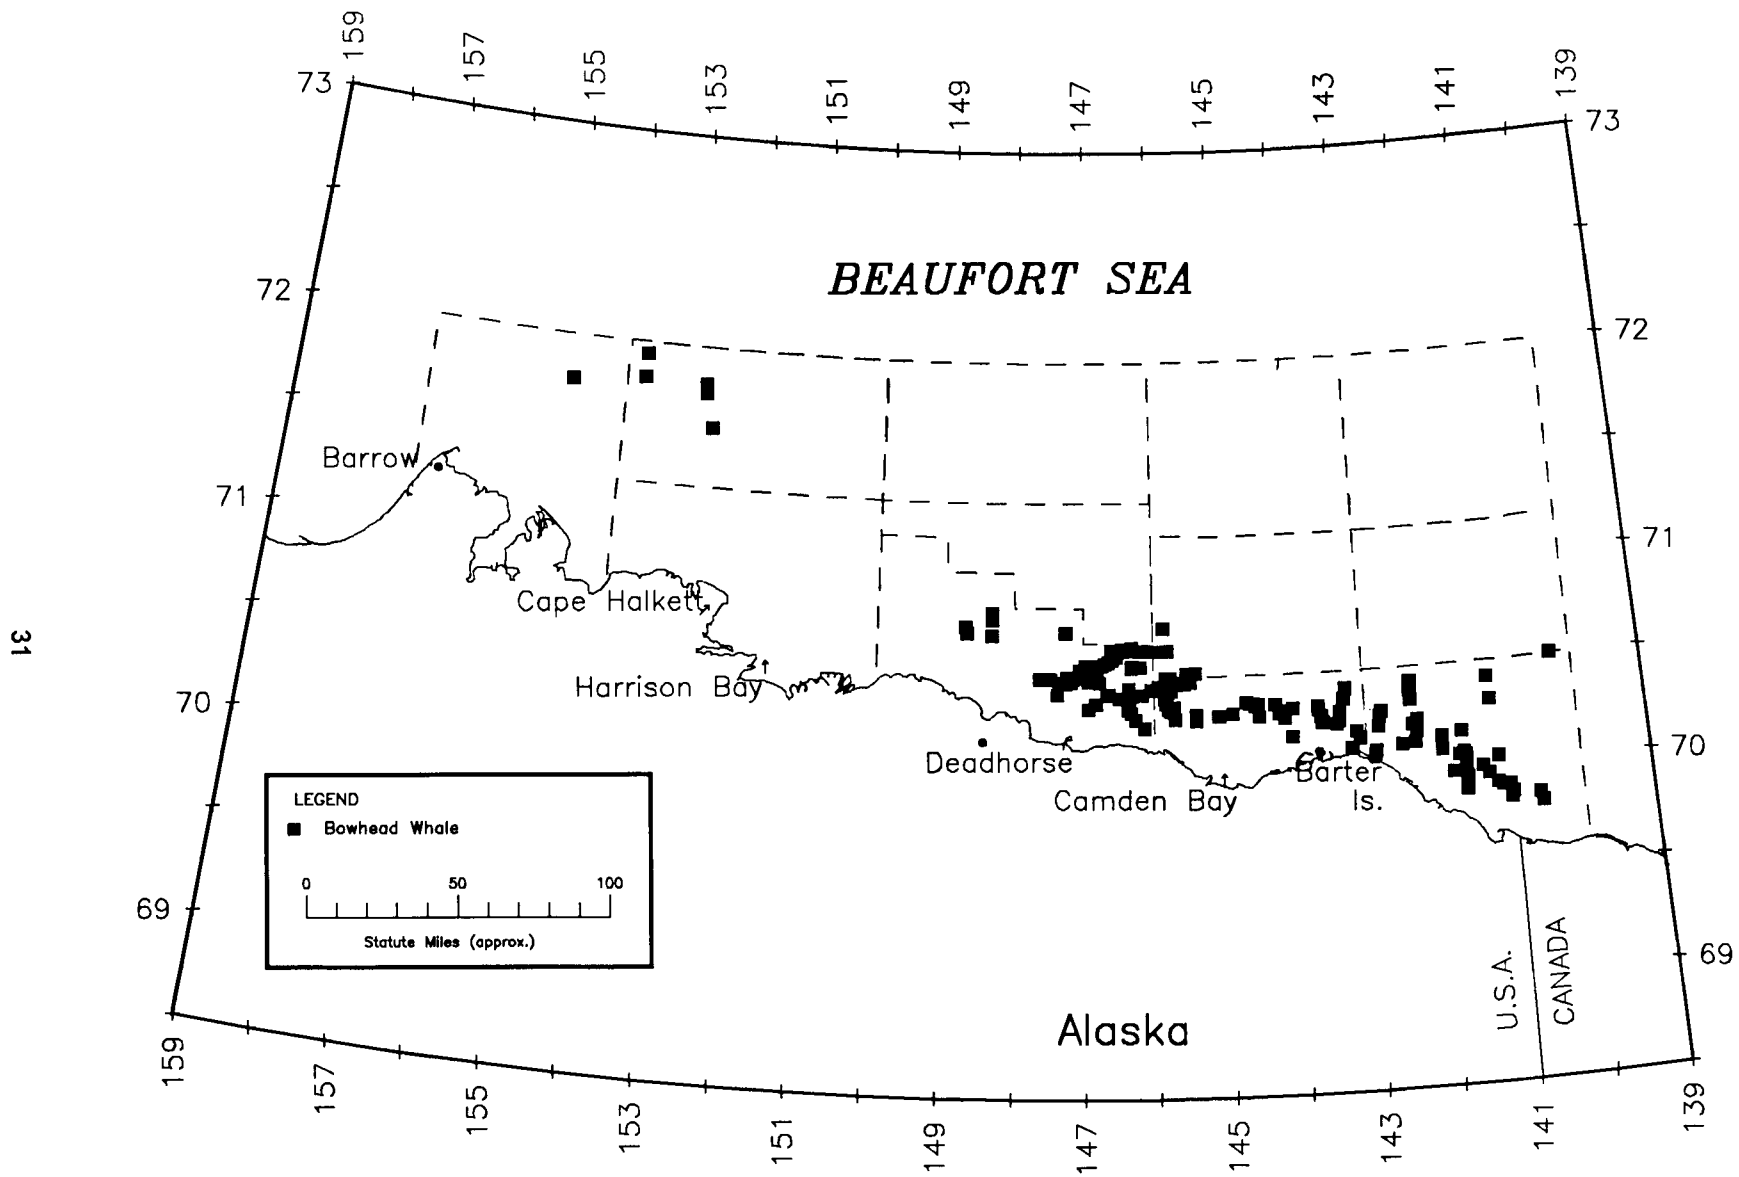 159
157
155
153
151
149
147
145
143
141
139
73
73
BEAUFORT SEA
72
72
Barrow
71
71
Cape Halkett
31
Harrison Bay
70
70
Deadhorse
Barter
Is.
Camden Bay
LEGEND
Bowhead Whale
0 50 100
Statute Miles (approx.)
69
69
U.S.A.
CANADA
Alaska
159
157
155
153
151
149
147
145
143
141
139